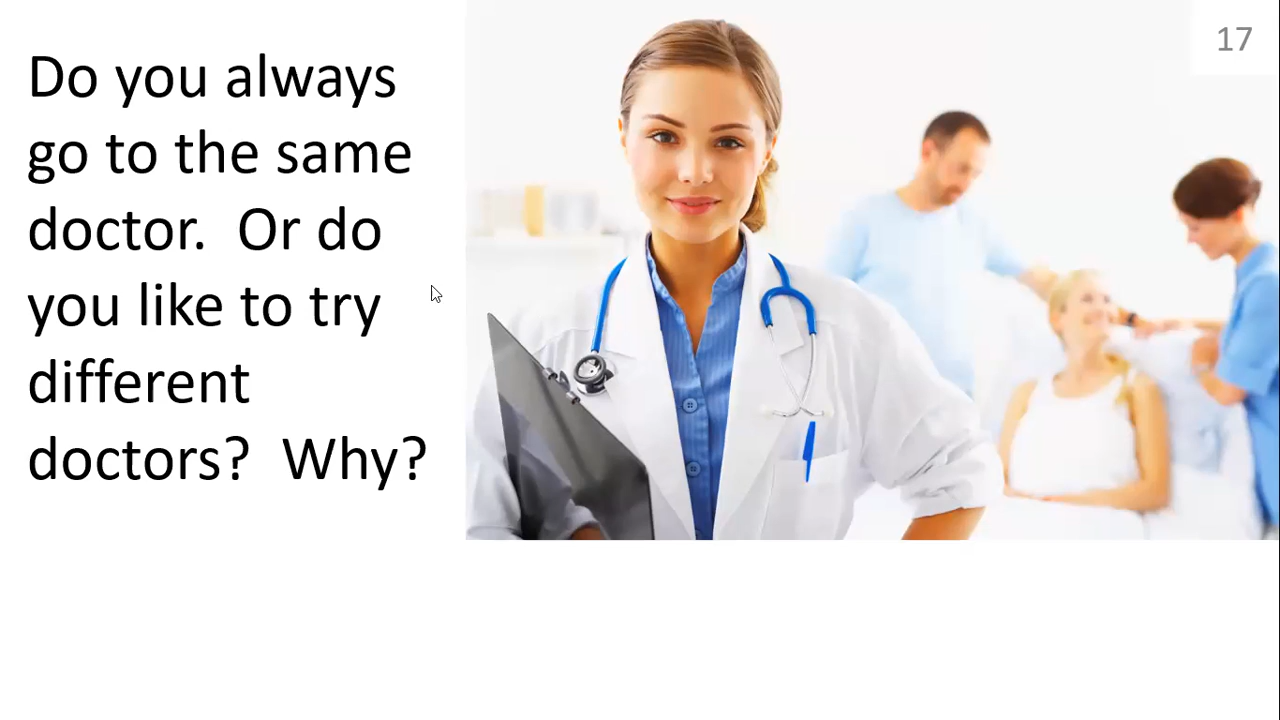 Do you always
go to the same
doctor.  Or do
you like to try
different
doctors?  Why?
17